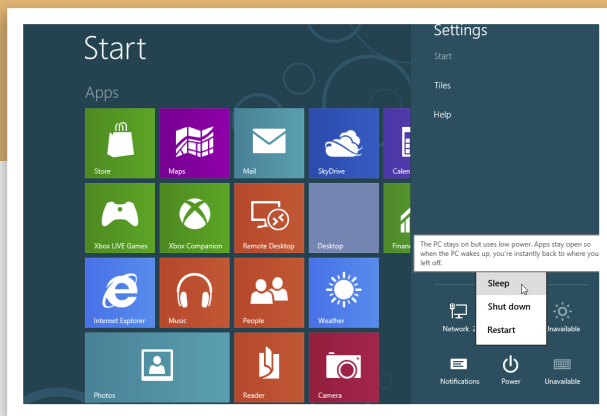 Start
Apps
Store
Maps
Mail
SkyDrive
Calen
Xbox LIVE Games
Xbox Companion
Remote Desktop
Desktop
Finan
Internet Explorer
Music
People
Weather
Photos
Reader
Camera
Settings
Start
Tiles
Help
The PC stays on but uses low power. Apps stay open so
when the PC wakes up, you're instantly back to where you
left off.
Sleep
Shut down
Restart
Network
Unavailable
Notifications
Power
Unavailable